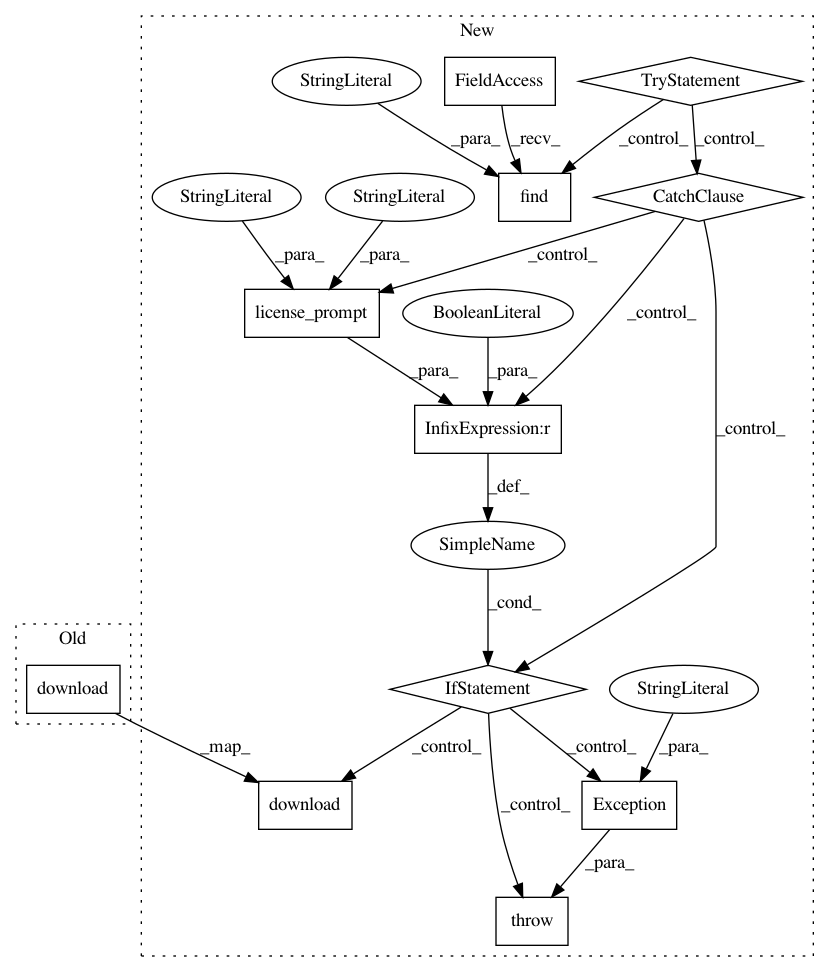 New
StringLiteral
FieldAccess
TryStatement
_para_
_recv_
_control_
_control_
StringLiteral
StringLiteral
find
CatchClause
_para_
_para_
_control_
license_prompt
BooleanLiteral
_control_
_para_
_para_
InfixExpression:r
_control_
_def_
SimpleName
_cond_
Old
download
IfStatement
StringLiteral
_map_
_control_
_control_
_para_
download
_control_
Exception
_para_
throw